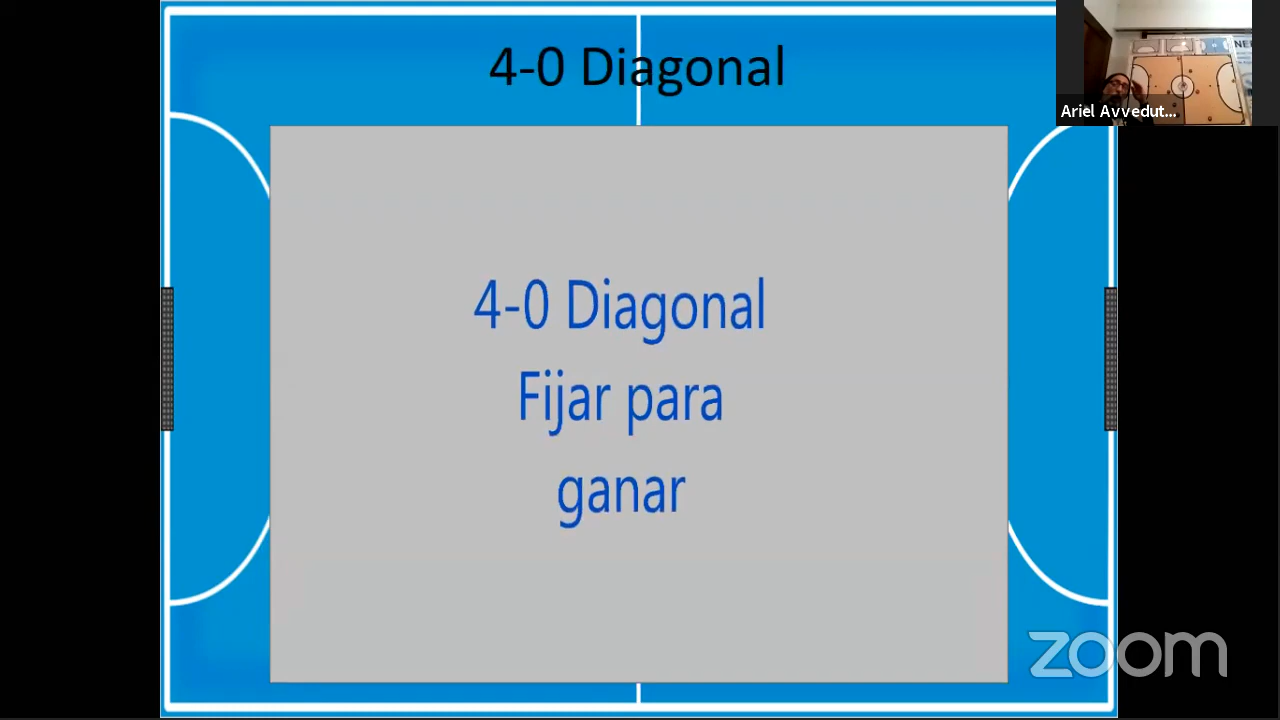 4-0 Diagonal
Ariel Avvedut...
4-0 Diagonal
Fijar para
ganar
zoom